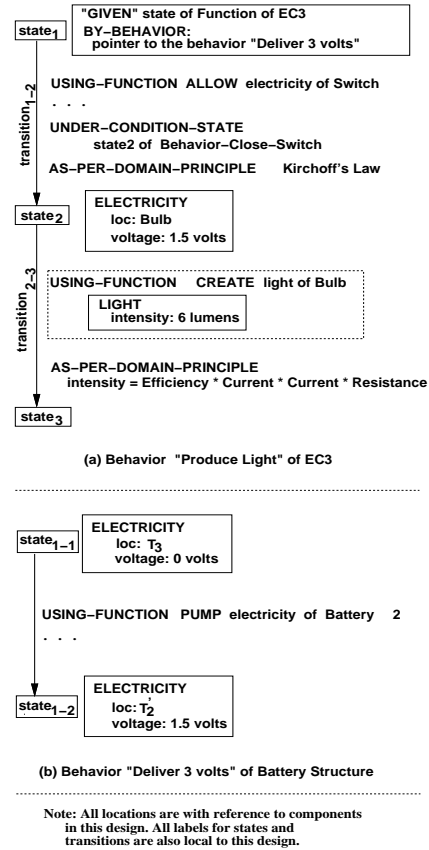 state1
"GIVEN" state of Function of EC3
BY-BEHAVIOR:
pointer to the behavior "Deliver 3 volts"
transition1-2
USING-FUNCTION ALLOW electricity of Switch
. . .
UNDER-CONDITION-STATE
state2 of Behavior-Close-Switch
AS-PER-DOMAIN-PRINCIPLE Kirchoff's Law
state2
ELECTRICITY
loc: Bulb
voltage: 1.5 volts
transition2-3
USING-FUNCTION CREATE light of Bulb
LIGHT
intensity: 6 lumens
AS-PER-DOMAIN-PRINCIPLE
intensity = Efficiency * Current * Current * Resistance
state3
(a) Behavior "Produce Light" of EC3
state1-1
ELECTRICITY
loc: T3
voltage: 0 volts
USING-FUNCTION PUMP electricity of Battery 2
. . .
state1-2
ELECTRICITY
loc: T2'
voltage: 1.5 volts
(b) Behavior "Deliver 3 volts" of Battery Structure
Note: All locations are with reference to components
in this design. All labels for states and
transitions are also local to this design.